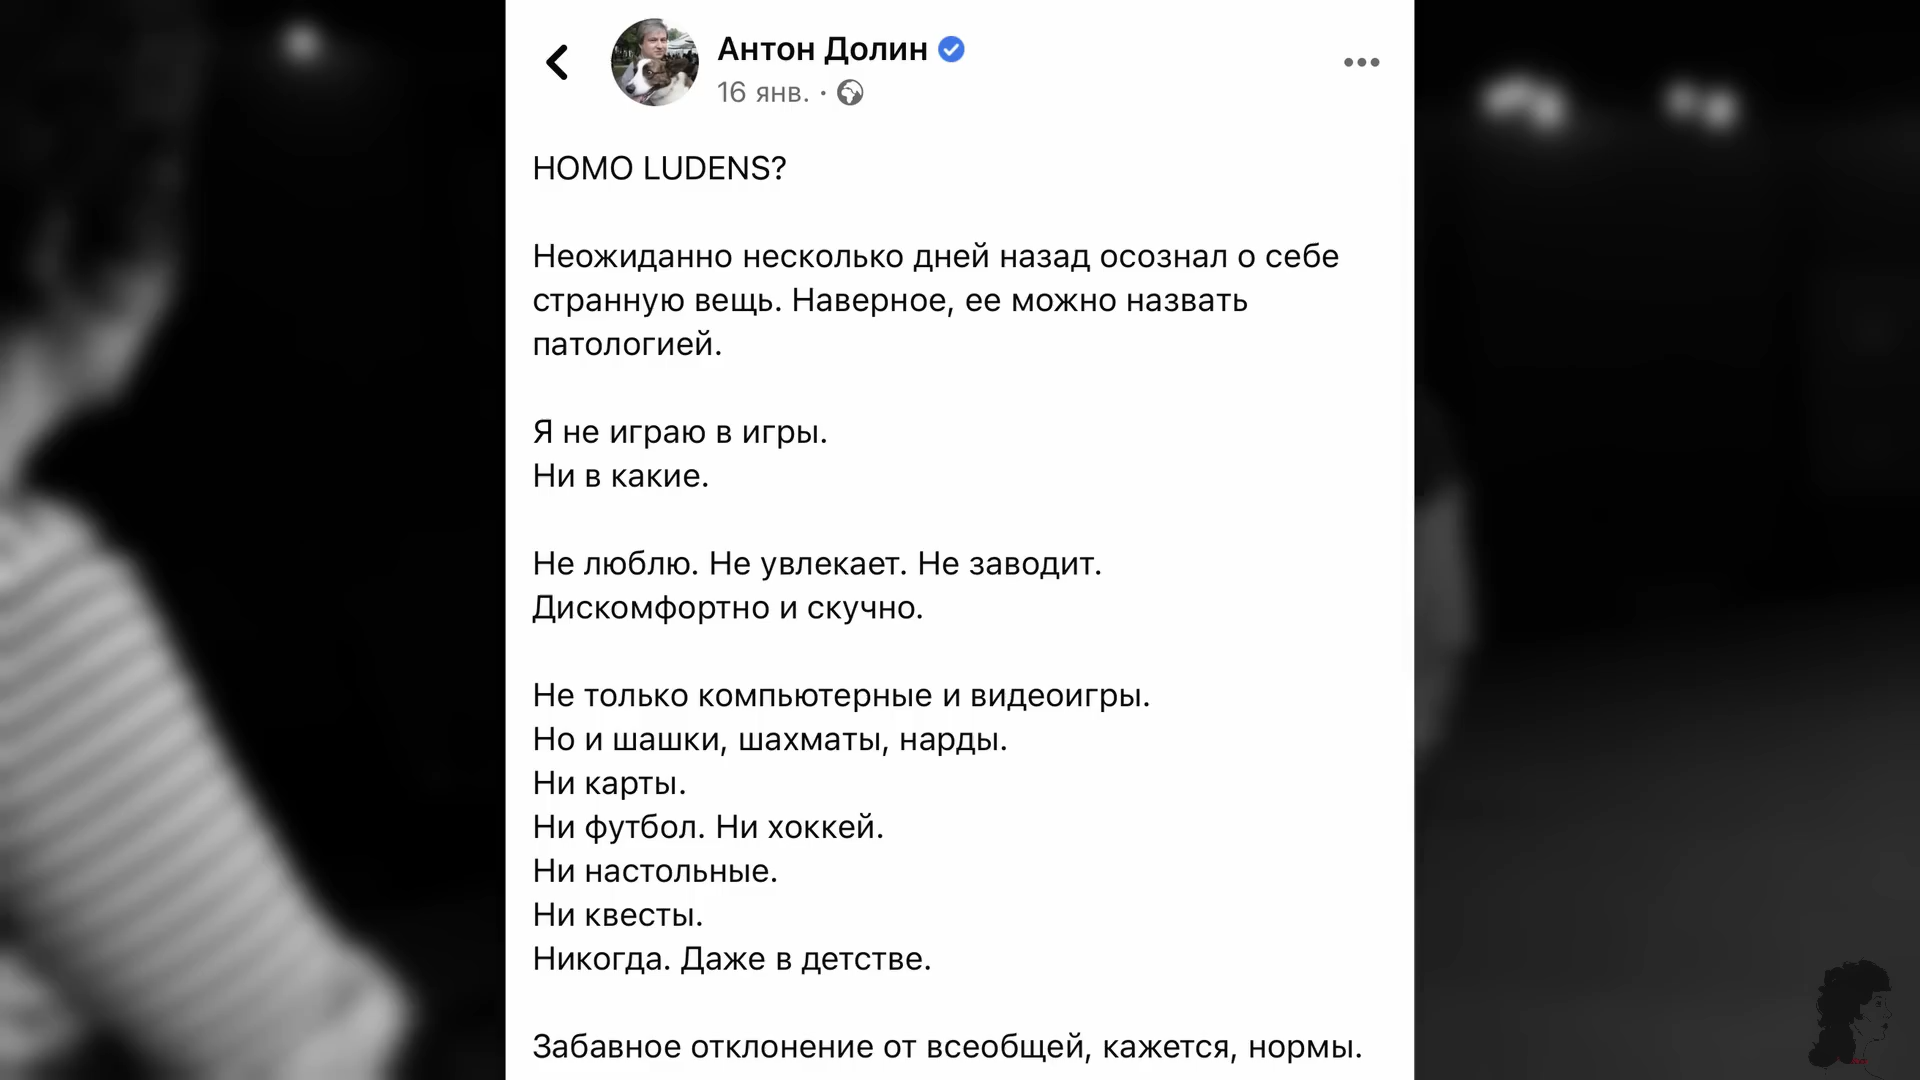 Антон Долин
16 янв. ·
HOMO LUDENS?
Неожиданно несколько дней назад осознал о себе
странную вещь. Наверное, ее можно назвать
патологией.
Я не играю в игры.
Ни в какие.
Не люблю. Не увлекает. Не заводит.
Дискомфортно и скучно.
Не только компьютерные и видеоигры.
Но и шашки, шахматы, нарды.
Ни карты.
Ни футбол. Ни хоккей.
Ни настольные.
Ни квесты.
Никогда. Даже в детстве.
Забавное отклонение от всеобщей, кажется, нормы.